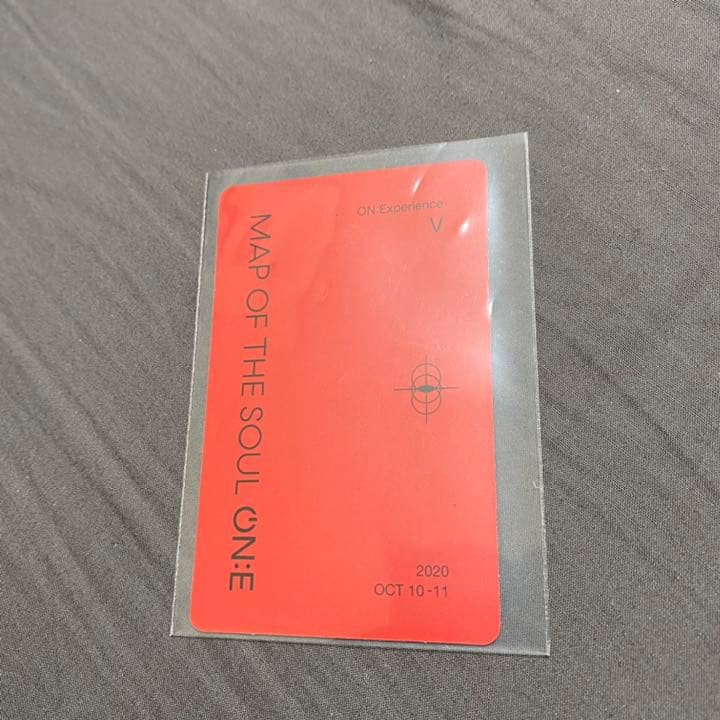 ON:Experience
V
MAP OF THE SOUL ON:E
2020
OCT 10-11